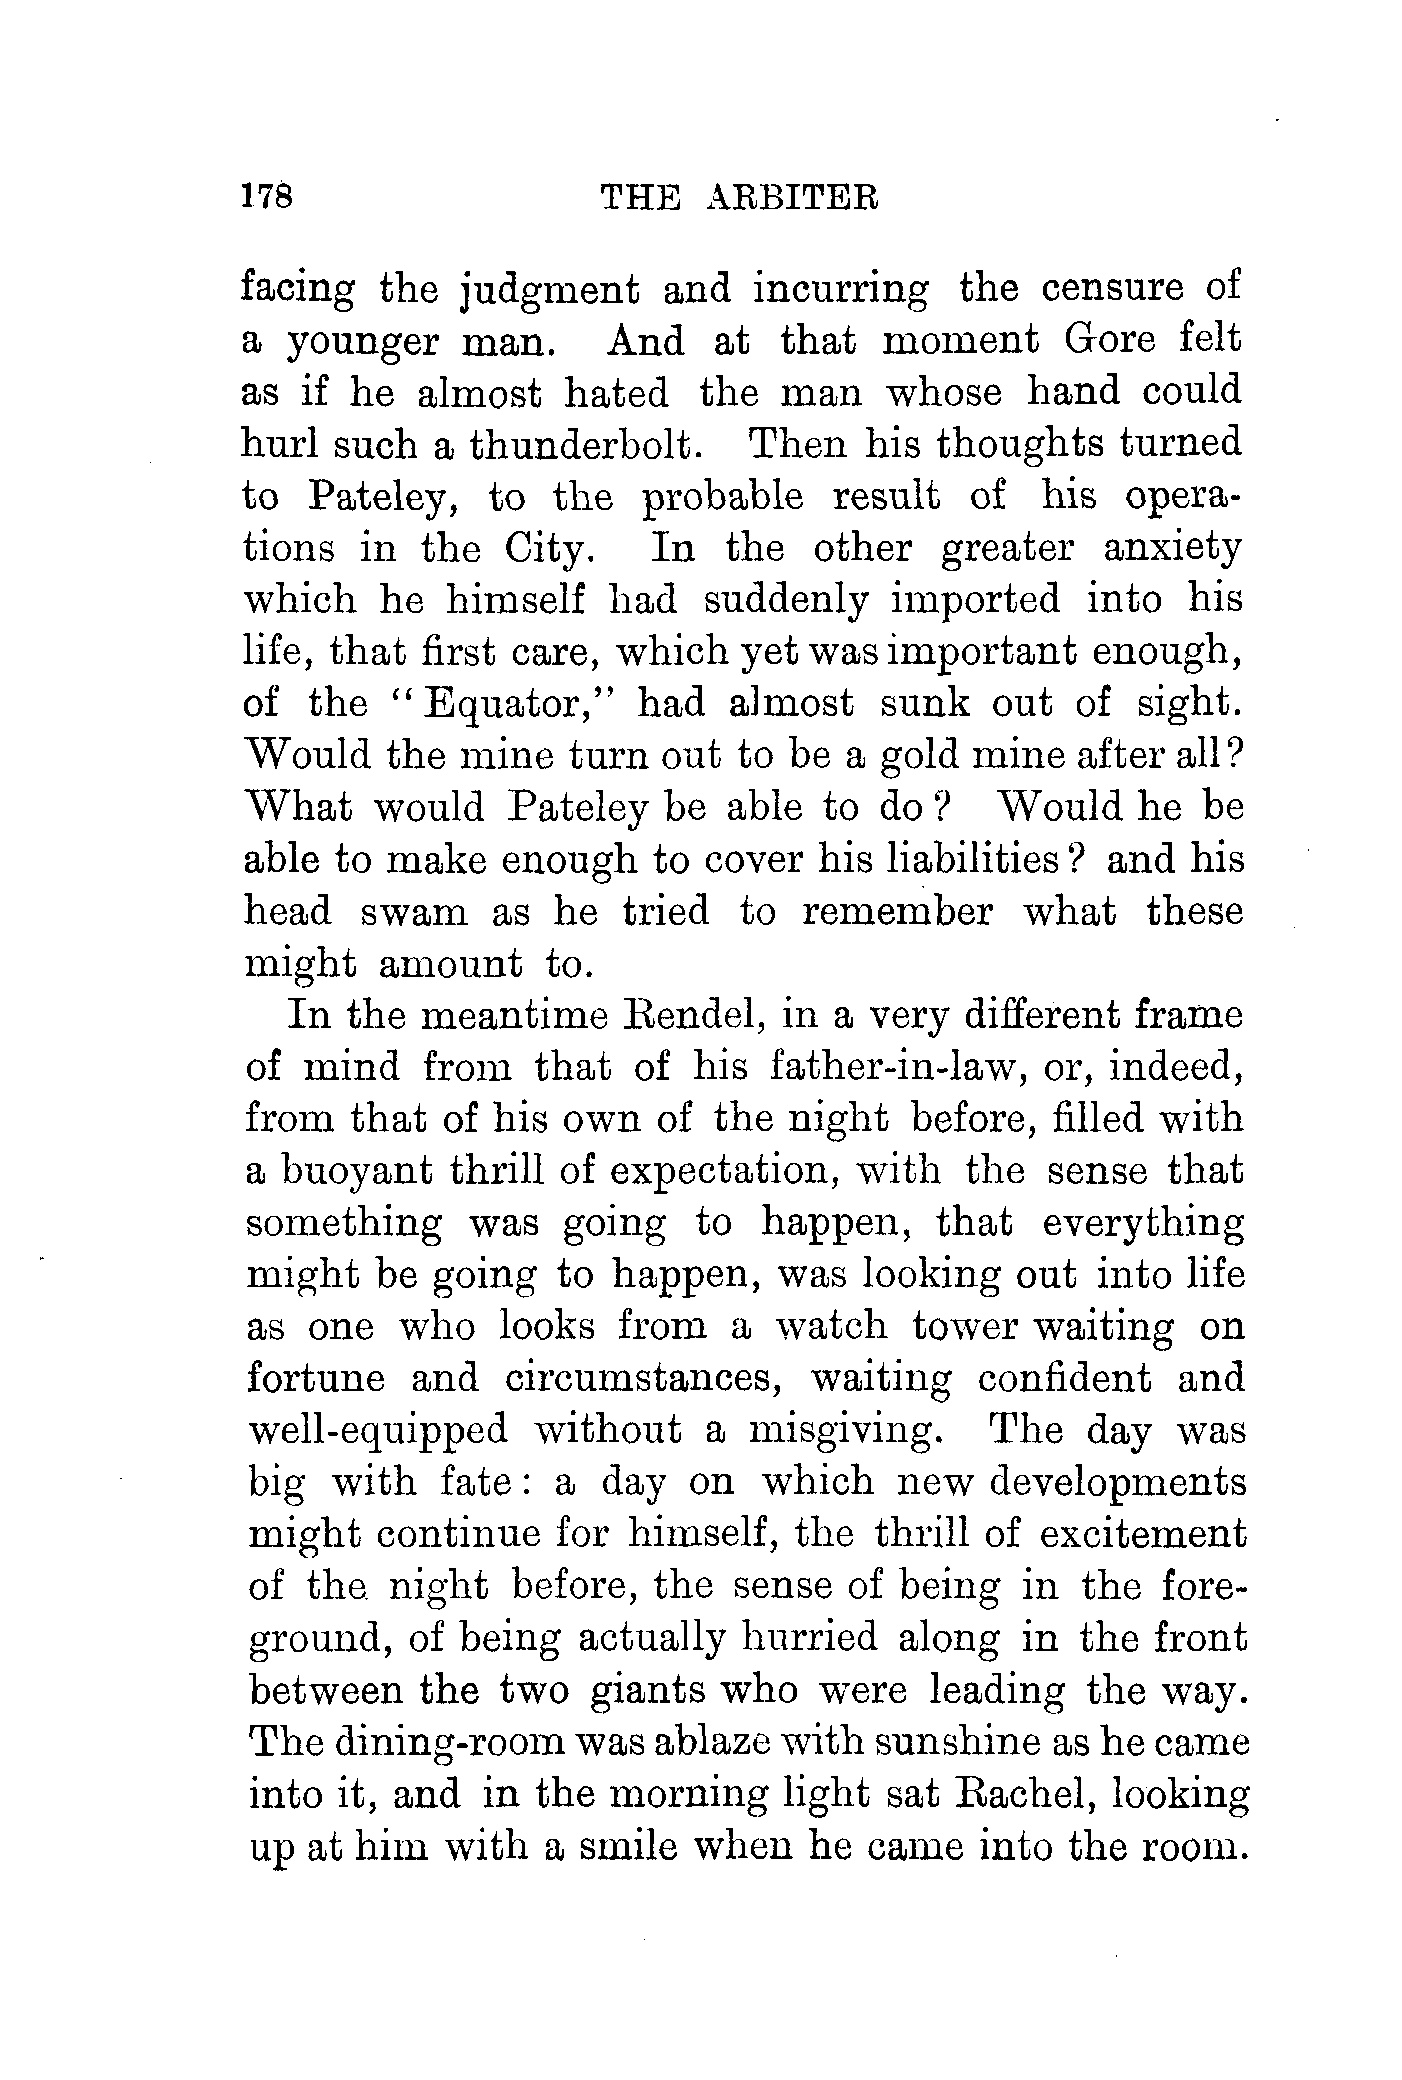 178 THE ARBITER
facing the judgment and incurring the censure of
a younger man. And at that moment Gore felt
as if he almost hated the man whose hand could
hurl such a thunderbolt. Then his thoughts turned
to Pateley, to the probable result of his opera-
tions in the City. In the other greater anxiety
which he himself had suddenly imported into his
life, that first care, which yet was important enough,
of the "Equator," had almost sunk out of sight.
Would the mine turn out to be a gold mine after all?
What would Pateley be able to do? Would he be
able to make enough to cover his liabilities? and his
head swam as he tried to remember what these
might amount to.
In the meantime Rendel, in a very different frame
of mind from that of his father-in-law, or, indeed,
from that of his own of the night before, filled with
a buoyant thrill of expectation, with the sense that
something was going to happen, that everything
might be going to happen, was looking out into life
as one who looks from a watch tower waiting on
fortune and circumstances, waiting confident and
well-equipped without a misgiving. The day was
big with fate: a day on which new developments
might continue for himself, the thrill of excitement
of the night before, the sense of being in the fore-
ground, of being actually hurried along in the front
between the two giants who were leading the way.
The dining-room was ablaze with sunshine as he came
into it, and in the morning light sat Rachel, looking
up at him with a smile when he came into the room.